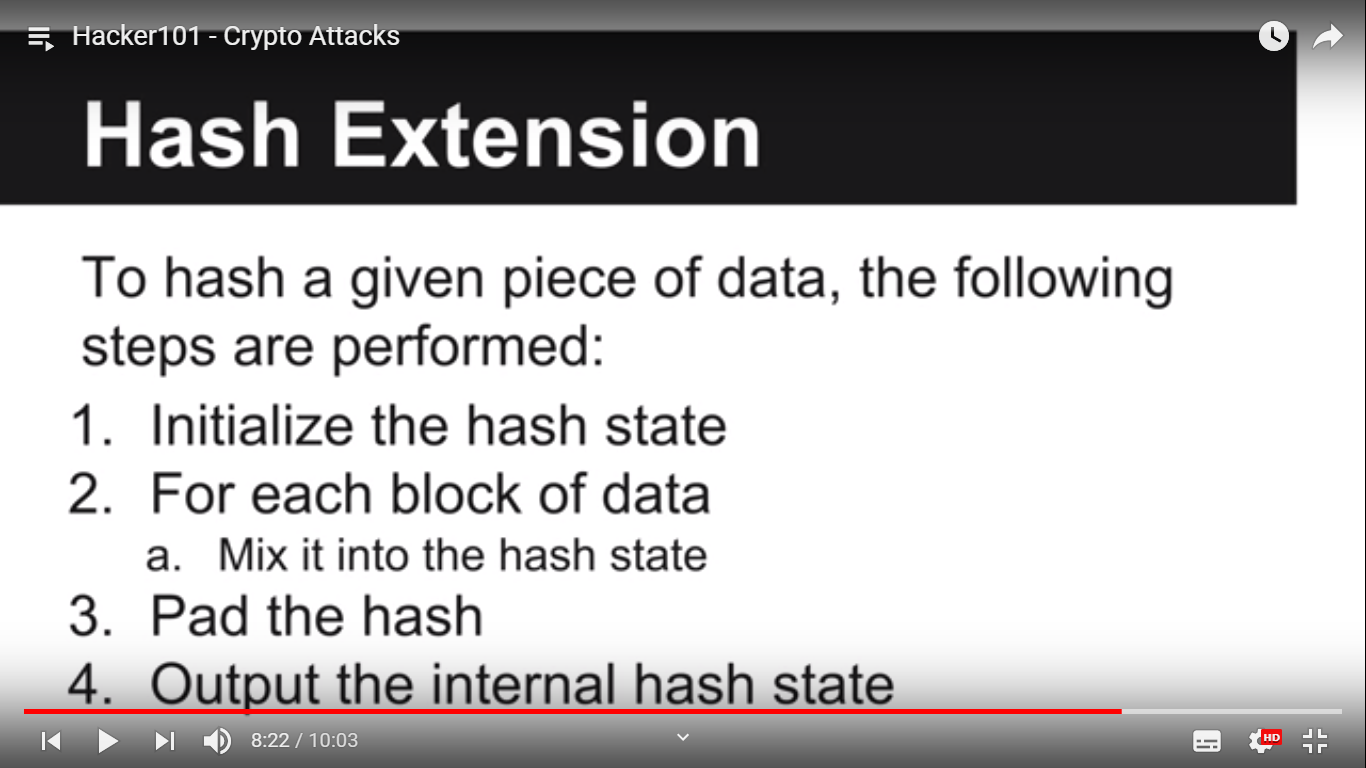 Hacker101 - Crypto Attacks
Hash Extension
To hash a given piece of data, the following
steps are performed:
1. Initialize the hash state
2. For each block of data
a. Mix it into the hash state
3. Pad the hash
4. Output the internal hash state
8:22 / 10:03
HD